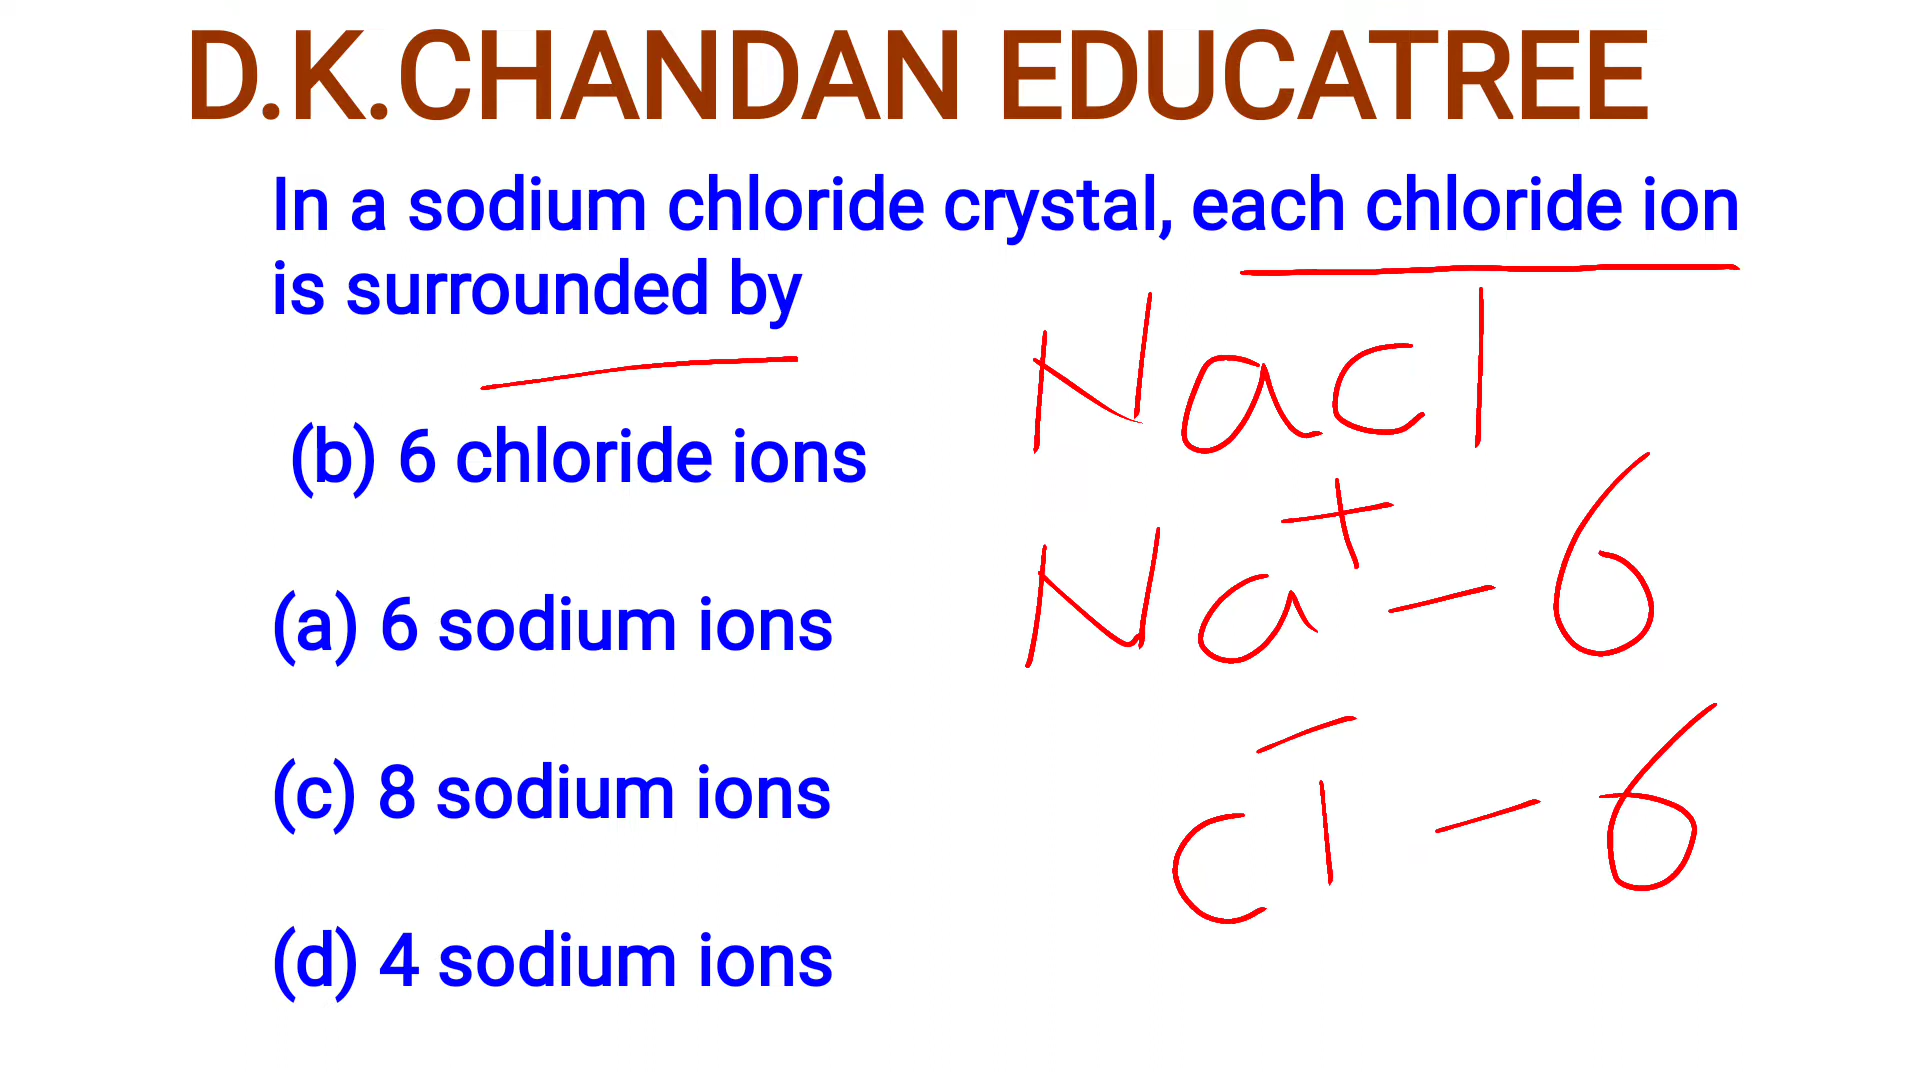 D.K.CHANDAN EDUCATREE
In a sodium chloride crystal, each chloride ion
is surrounded by
NaCl
(b) 6 chloride ions
Na+ - 6
(a) 6 sodium ions
(c) 8 sodium ions
Cl- - 6
(d) 4 sodium ions